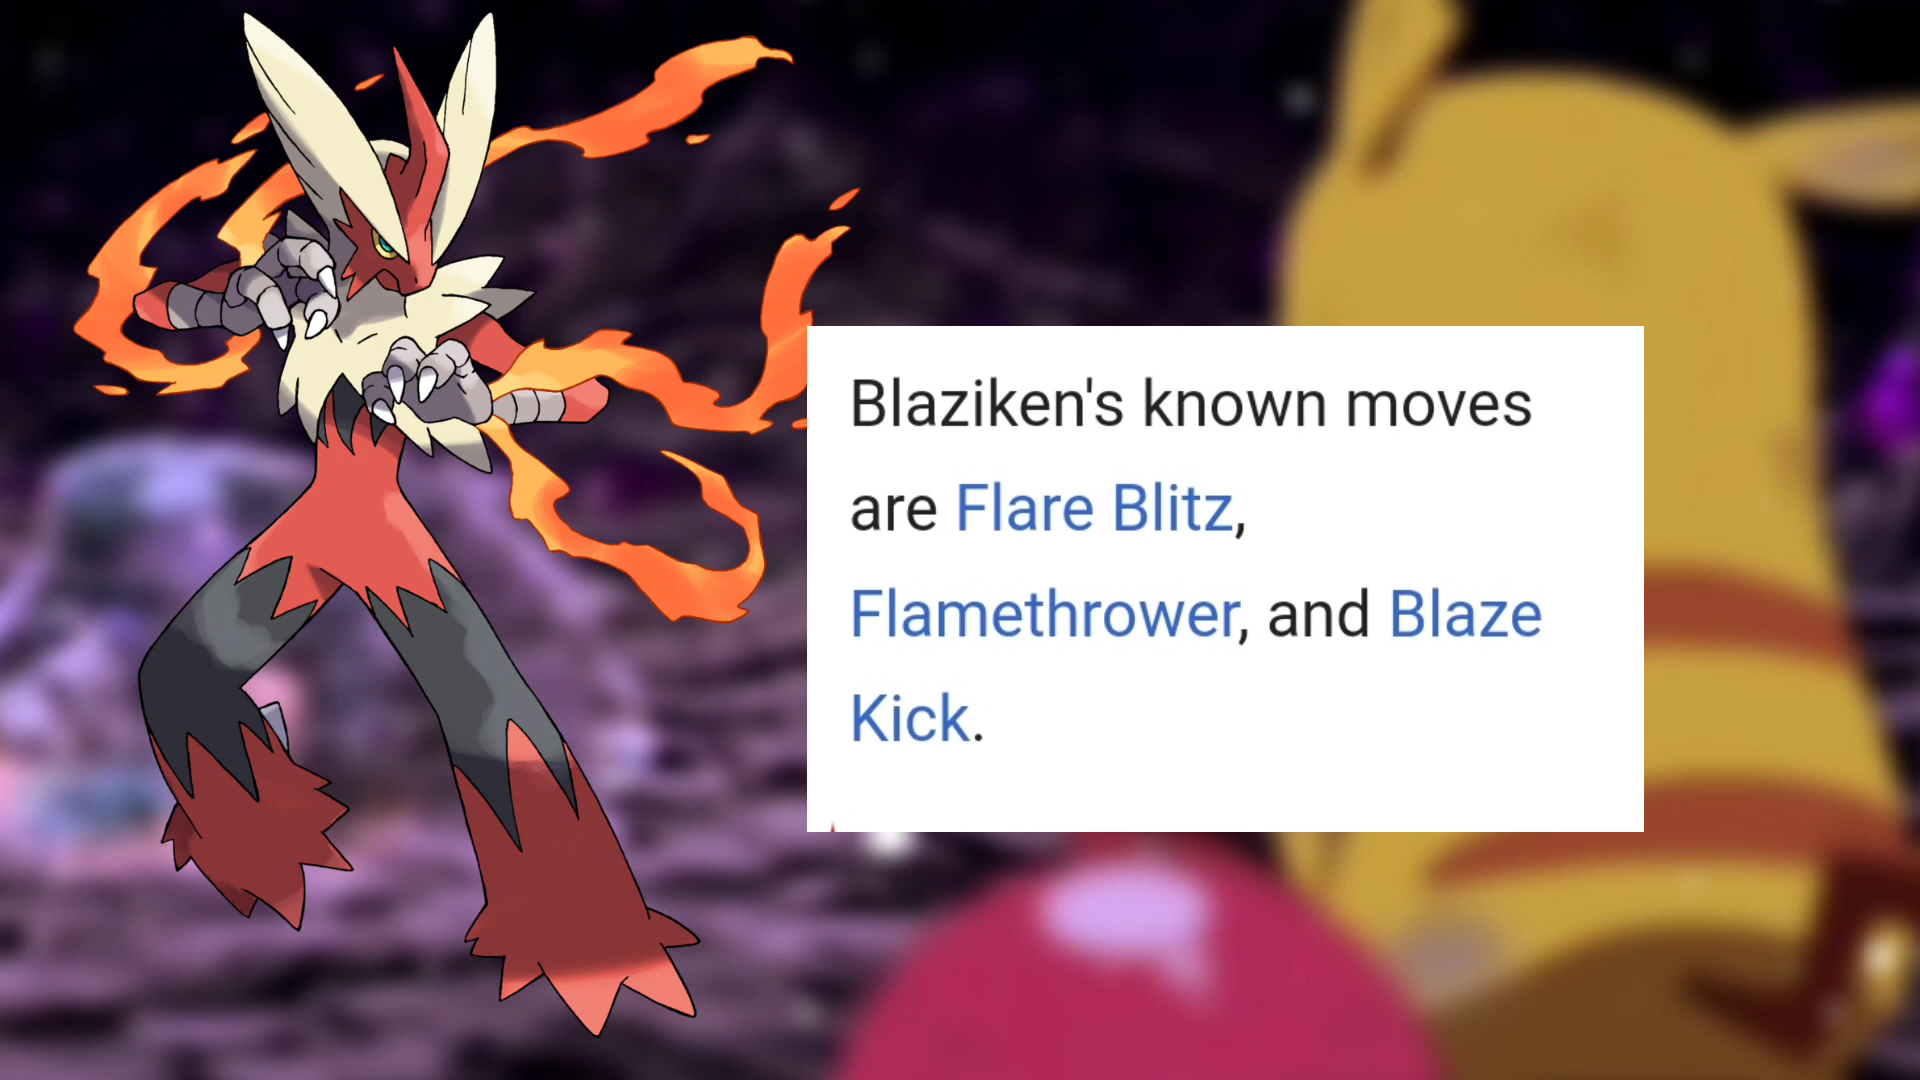 Blaziken's known moves
are Flare Blitz,
Flamethrower, and Blaze
Kick.